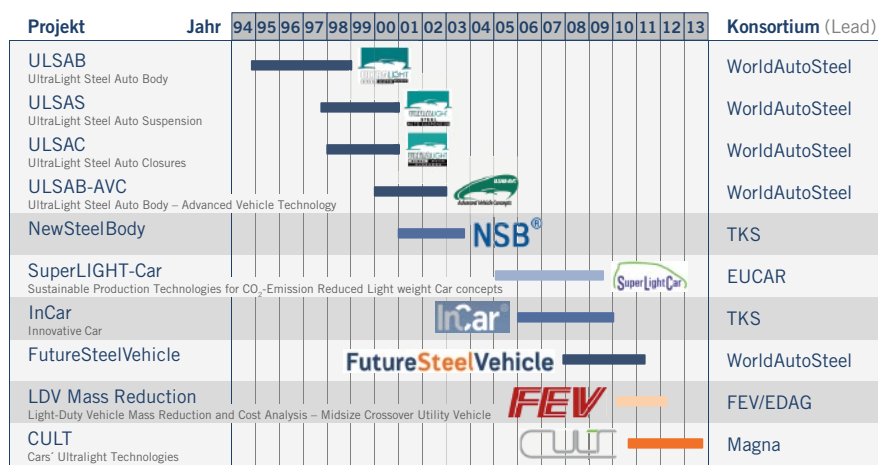 Projekt Jahr 94 95 96 97 98 99 00 01 02 03 04 05 06 07 08 09 10 11 12 13 Konsortium (Lead)
ULSAB WorldAutoSteel
UltraLight Steel Auto Body
ULSAS WorldAutoSteel
UltraLight Steel Auto Suspension
ULSAC WorldAutoSteel
UltraLight Steel Auto Closures
ULSAB-AVC ULSAB-AVC WorldAutoSteel
Advanced Vehicle Concepts
UltraLight Steel Auto Body – Advanced Vehicle Technology
NewSteelBody NSB® TKS
SuperLIGHT-Car SuperLightCar EUCAR
Sustainable Production Technologies for CO₂-Emission Reduced Light weight Car concepts
InCar InCar® TKS
Innovative Car
FutureSteelVehicle FutureSteelVehicle WorldAutoSteel
LDV Mass Reduction FEV FEV/EDAG
Light-Duty Vehicle Mass Reduction and Cost Analysis – Midsize Crossover Utility Vehicle
CULT CULT Magna
Cars´ Ultralight Technologies